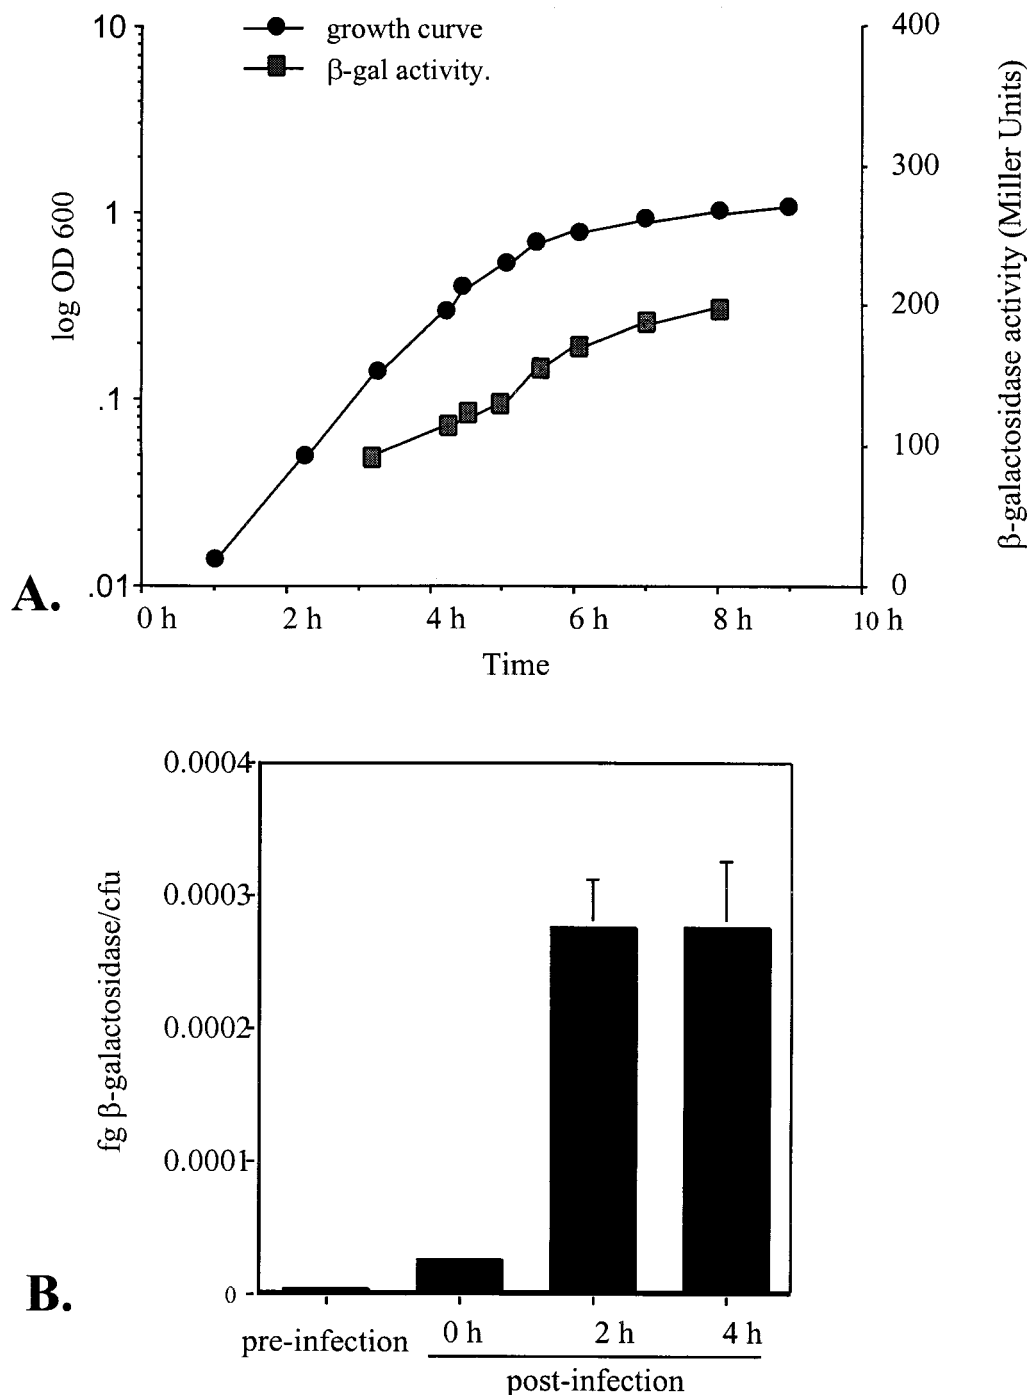 growth curve
β-gal activity.
10
1
.1
.01
log OD 600
400
300
200
100
0
β-galactosidase activity (Miller Units)
0 h
2 h
4 h
6 h
8 h
10 h
Time
A.
0.0004
0.0003
0.0002
0.0001
0
fg β-galactosidase/cfu
pre-infection
0 h
2 h
4 h
post-infection
B.